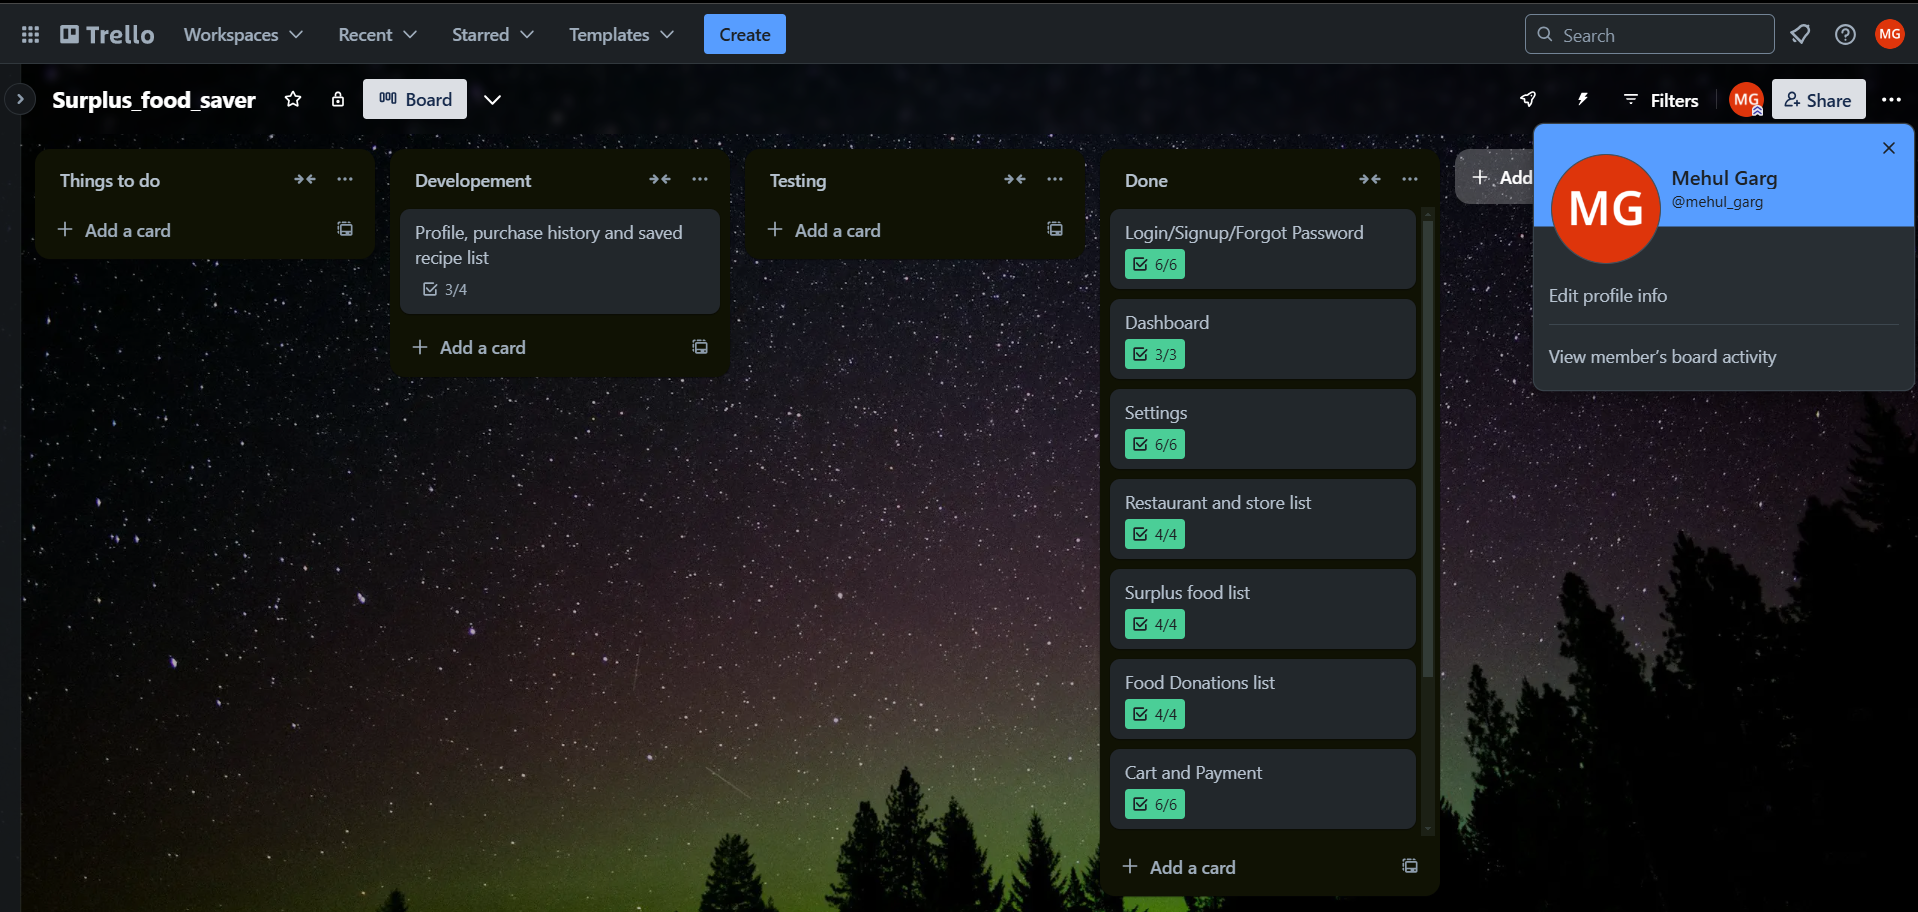 Trello
Workspaces
Recent
Starred
Templates
Create
Search
MG
Surplus_food_saver
Board
Filters
MG
Share
Things to do
Add a card
Developement
Profile, purchase history and saved
recipe list
3/4
Add a card
Testing
Add a card
Done
Login/Signup/Forgot Password
6/6
Dashboard
3/3
Settings
6/6
Restaurant and store list
4/4
Surplus food list
4/4
Food Donations list
4/4
Cart and Payment
6/6
Add a card
Add
MG
Mehul Garg
@mehul_garg
Edit profile info
View member’s board activity